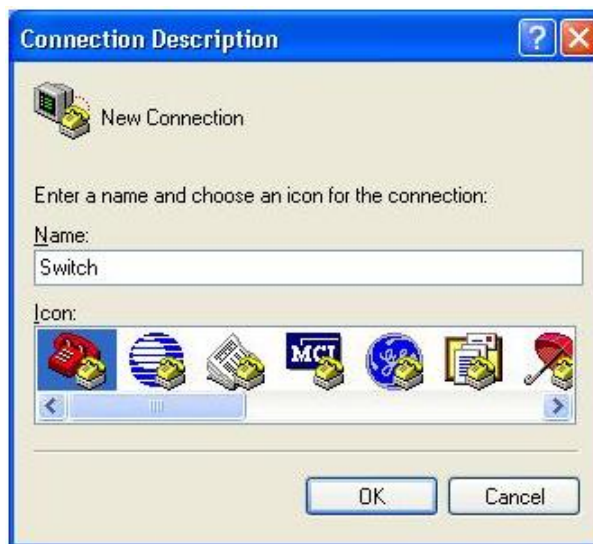 Connection Description
New Connection
Enter a name and choose an icon for the connection:
Name:
Switch
Icon:
MCI
OK
Cancel